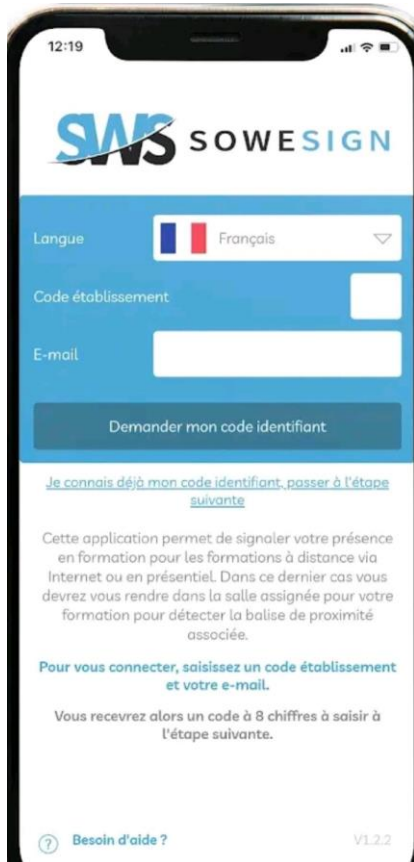 12:19
SWS SOWESIGN
Langue Français
Code établissement
E-mail
Demander mon code identifiant
Je connais déjà mon code identifiant, passer à l'étape
suivante
Cette application permet de signaler votre présence
en formation pour les formations à distance via
Internet ou en présentiel. Dans ce dernier cas vous
devrez vous rendre dans la salle assignée pour votre
formation pour détecter la balise de proximité
associée.
Pour vous connecter, saisissez un code établissement
et votre e-mail.
Vous recevrez alors un code à 8 chiffres à saisir à
l'étape suivante.
? Besoin d'aide ? V1.2.2